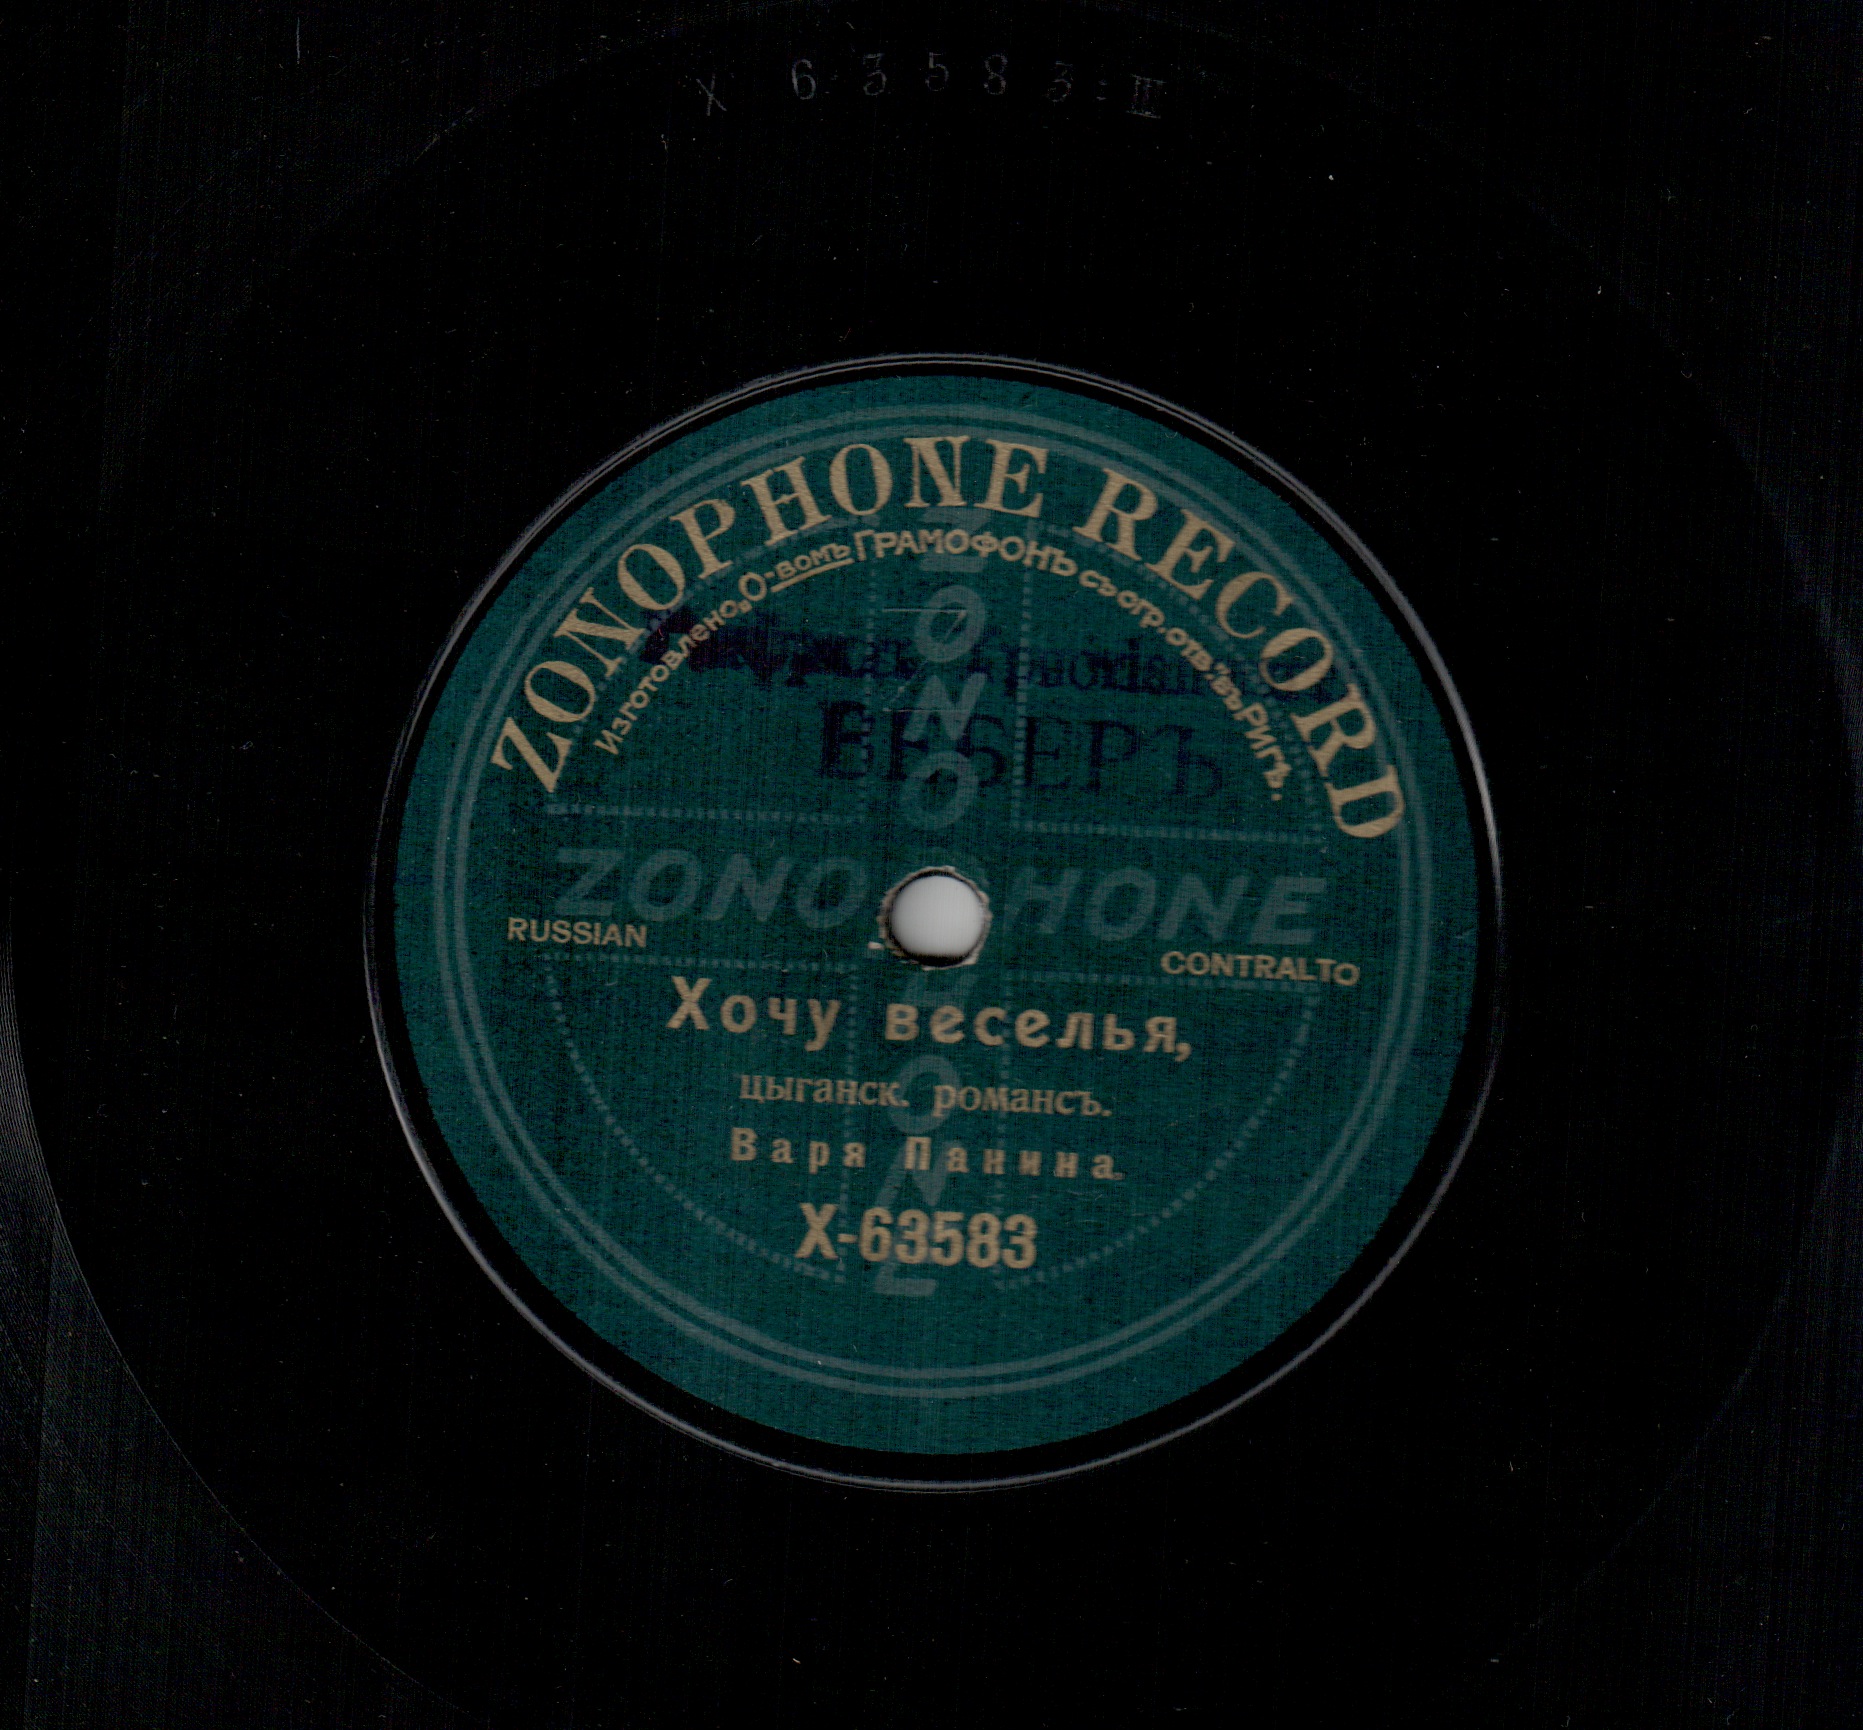 X 63583·III
ZONOPHONE RECORD
Изготовлено „О-вомъ ГРАМОФОНЪ съ огр. отв.“ въ Ригѣ.
ВЕБЕРЪ
ZONOPHONE
ZONOPHONE
RUSSIAN
CONTRALTO
Хочу веселья,
цыганск. романсъ.
Варя Панина.
X-63583